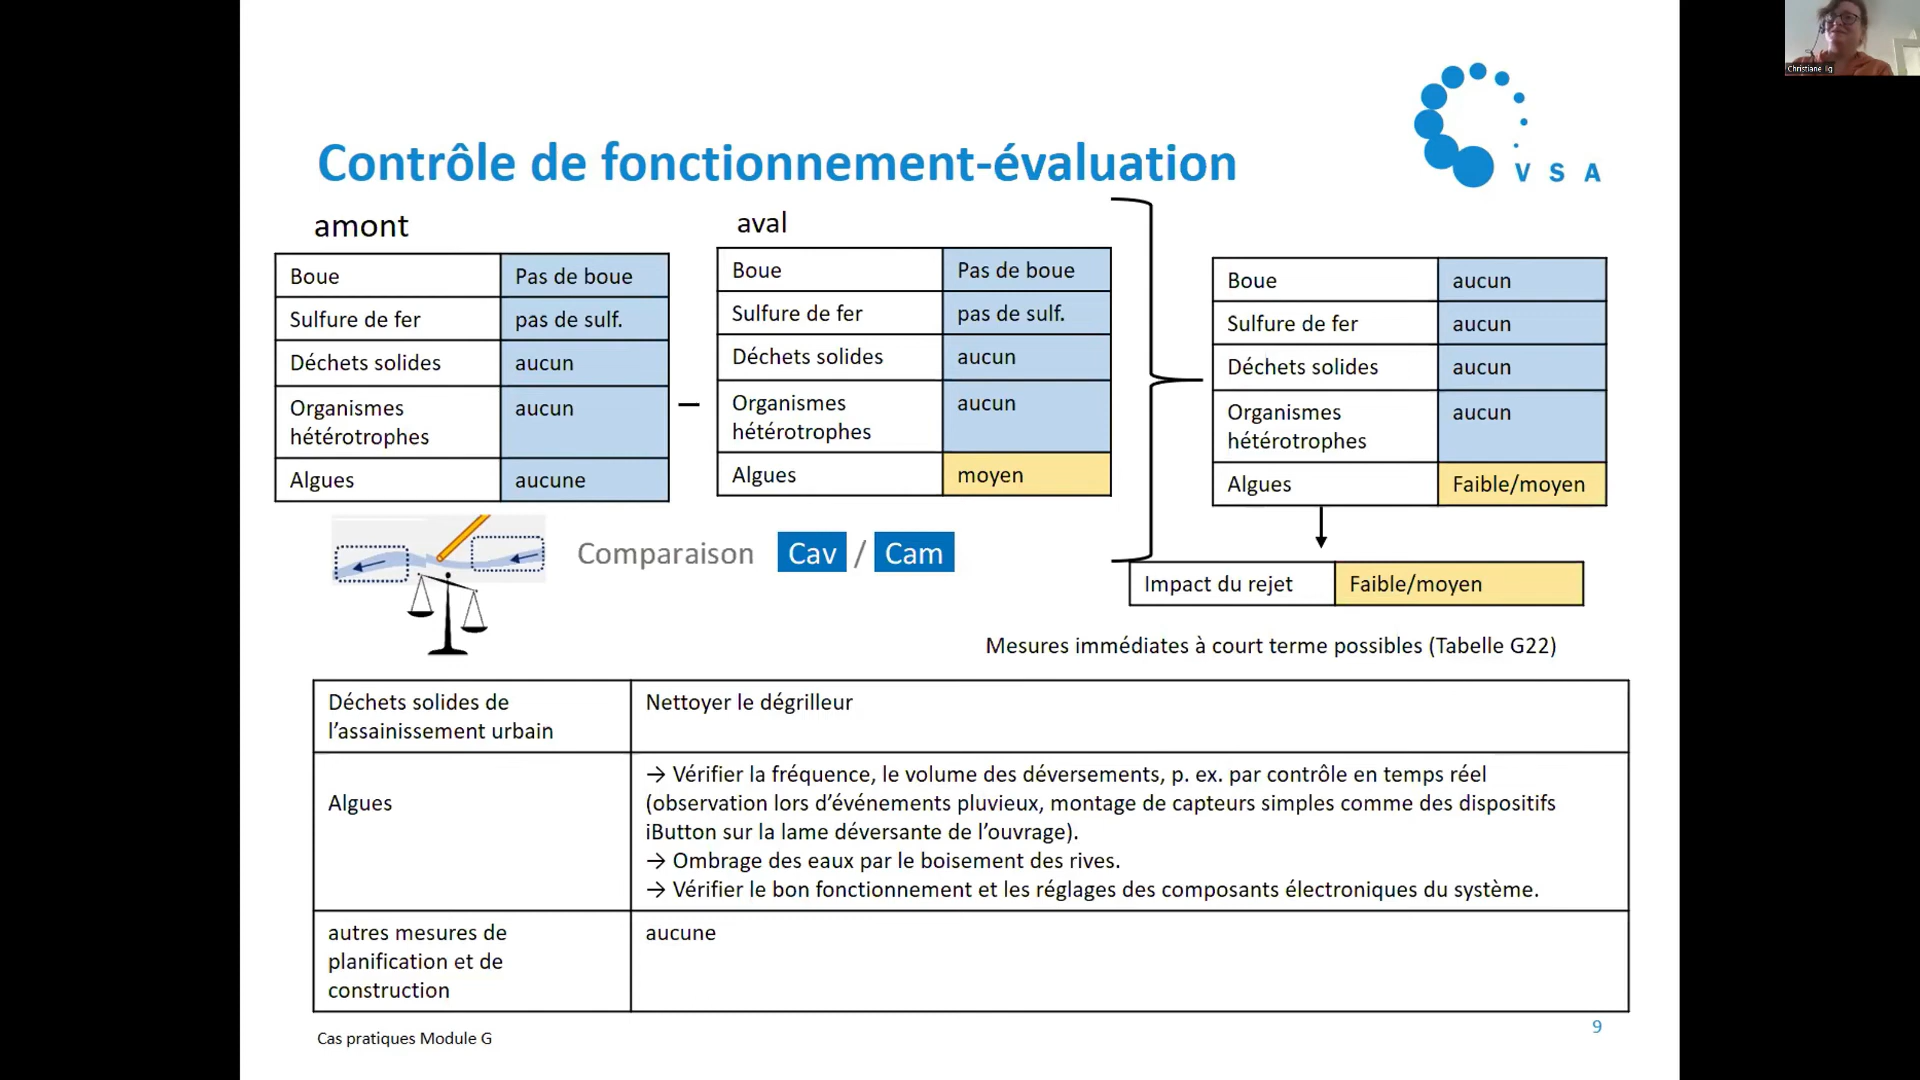 Christiane Ilg
V S A
Contrôle de fonctionnement-évaluation
amont
Boue Pas de boue
Sulfure de fer pas de sulf.
Déchets solides aucun
Organismes aucun
hétérotrophes
Algues aucune
–
aval
Boue Pas de boue
Sulfure de fer pas de sulf.
Déchets solides aucun
Organismes aucun
hétérotrophes
Algues moyen
Boue aucun
Sulfure de fer aucun
Déchets solides aucun
Organismes aucun
hétérotrophes
Algues Faible/moyen
Comparaison Cav / Cam
Impact du rejet Faible/moyen
Mesures immédiates à court terme possibles (Tabelle G22)
Déchets solides de Nettoyer le dégrilleur
l’assainissement urbain
Algues
→ Vérifier la fréquence, le volume des déversements, p. ex. par contrôle en temps réel
(observation lors d’événements pluvieux, montage de capteurs simples comme des dispositifs
iButton sur la lame déversante de l’ouvrage).
→ Ombrage des eaux par le boisement des rives.
→ Vérifier le bon fonctionnement et les réglages des composants électroniques du système.
autres mesures de aucune
planification et de
construction
Cas pratiques Module G
9